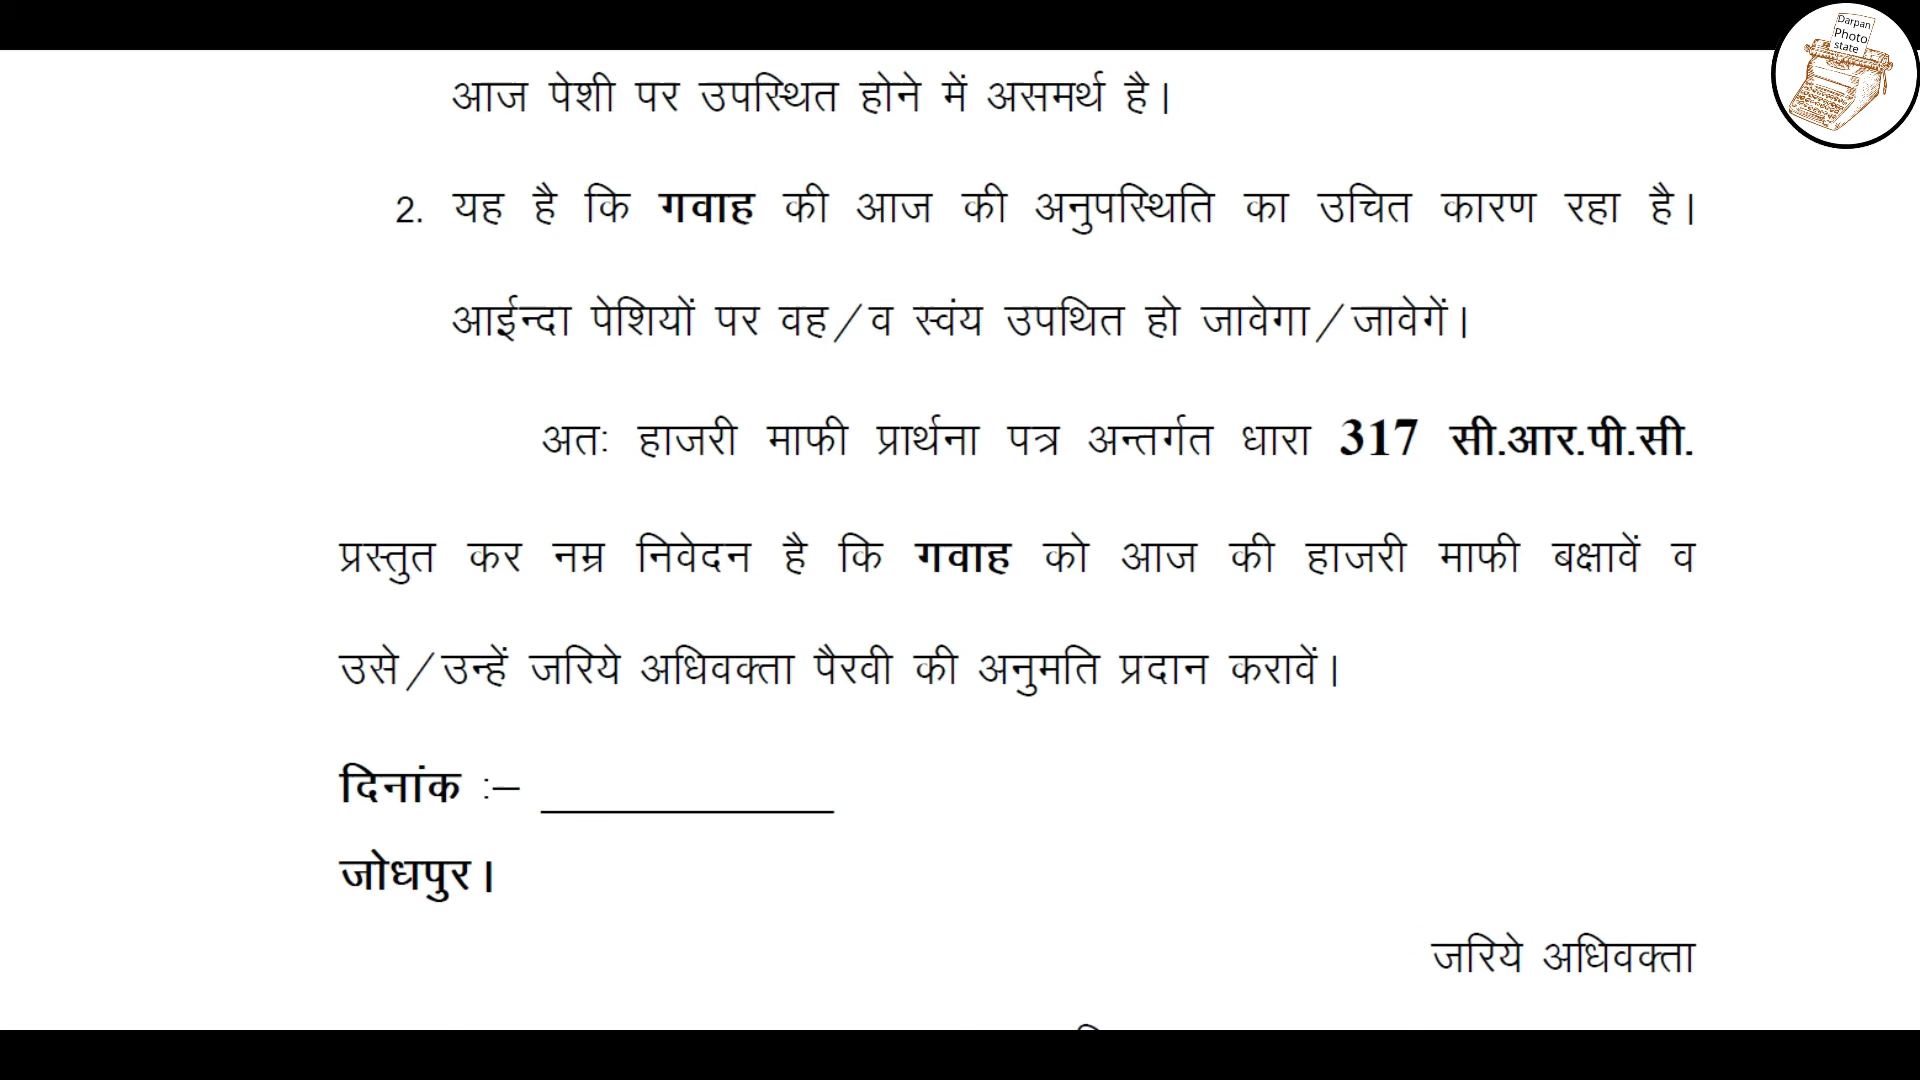 Darpan
Photo
state
आज पेशी पर उपस्थित होने में असमर्थ है।
2. यह है कि गवाह की आज की अनुपस्थिति का उचित कारण रहा है।
आईन्दा पेशियों पर वह/व स्वंय उपथित हो जावेगा/जावेगें।
अतः हाजरी माफी प्रार्थना पत्र अन्तर्गत धारा 317 सी.आर.पी.सी.
प्रस्तुत कर नम्र निवेदन है कि गवाह को आज की हाजरी माफी बक्षावें व
उसे/उन्हें जरिये अधिवक्ता पैरवी की अनुमति प्रदान करावें।
दिनांक :– ____________
जोधपुर।
जरिये अधिवक्ता